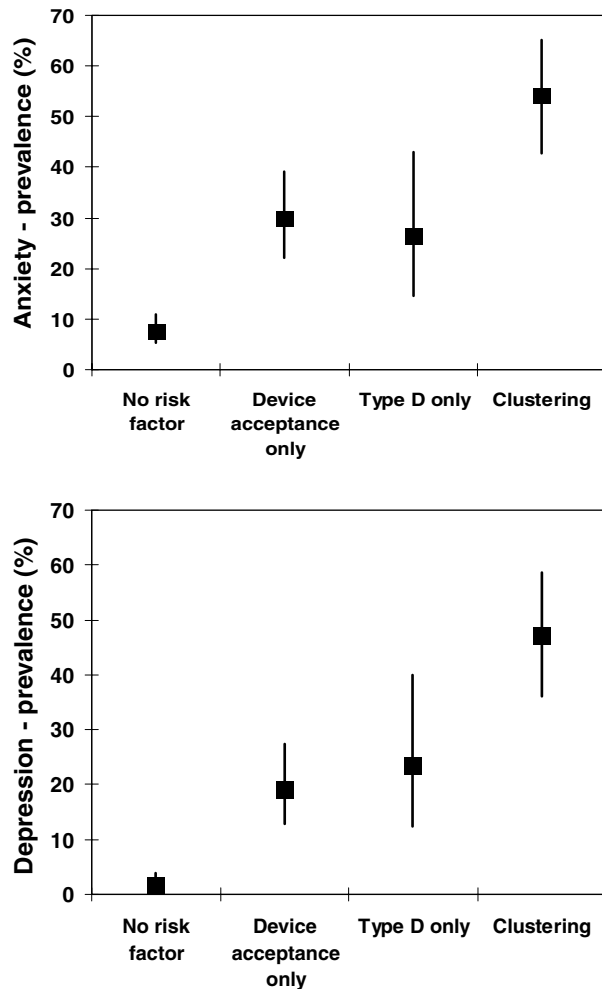 Anxiety - prevalence (%)
70
60
50
40
30
20
10
0
No risk
factor
Device
acceptance
only
Type D only
Clustering
Depression - prevalence (%)
70
60
50
40
30
20
10
0
No risk
factor
Device
acceptance
only
Type D only
Clustering